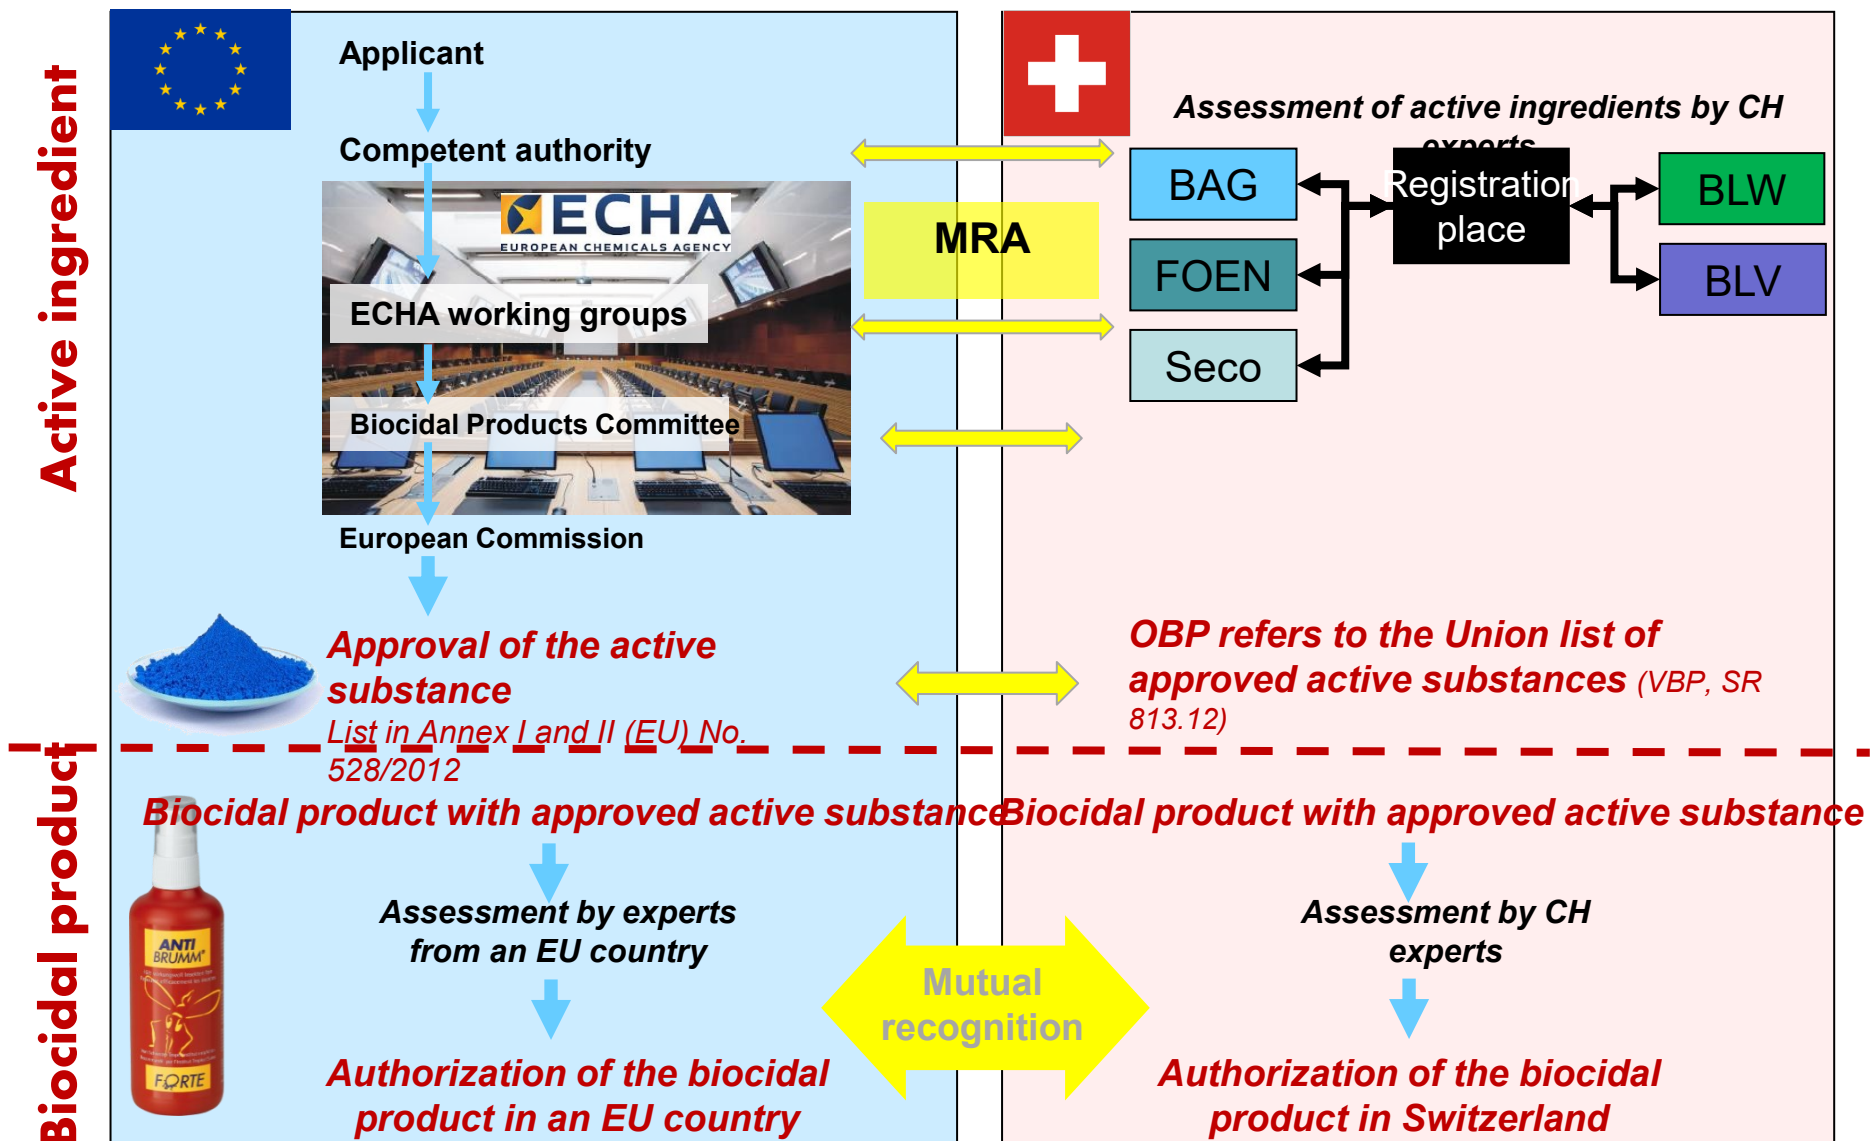 Active ingredient
Applicant
Competent authority
ECHA
EUROPEAN CHEMICALS AGENCY
ECHA working groups
Biocidal Products Committee
European Commission
Approval of the active
substance
List in Annex I and II (EU) No.
528/2012
MRA
Assessment of active ingredients by CH
experts
BAG
FOEN
Seco
Registration
place
BLW
BLV
OBP refers to the Union list of
approved active substances (VBP, SR
813.12)
Biocidal product
Biocidal product with approved active substance
Assessment by experts
from an EU country
Authorization of the biocidal
product in an EU country
ANTI
BRUMM®
FORTE
Mutual
recognition
Biocidal product with approved active substance
Assessment by CH
experts
Authorization of the biocidal
product in Switzerland